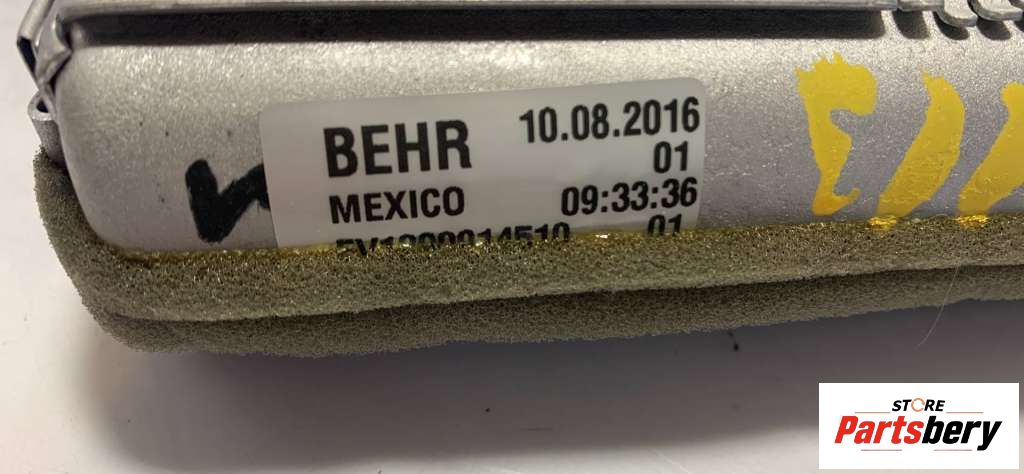 BEHR 10.08.2016
01
MEXICO 09:33:36
01
STORE
Partsbery